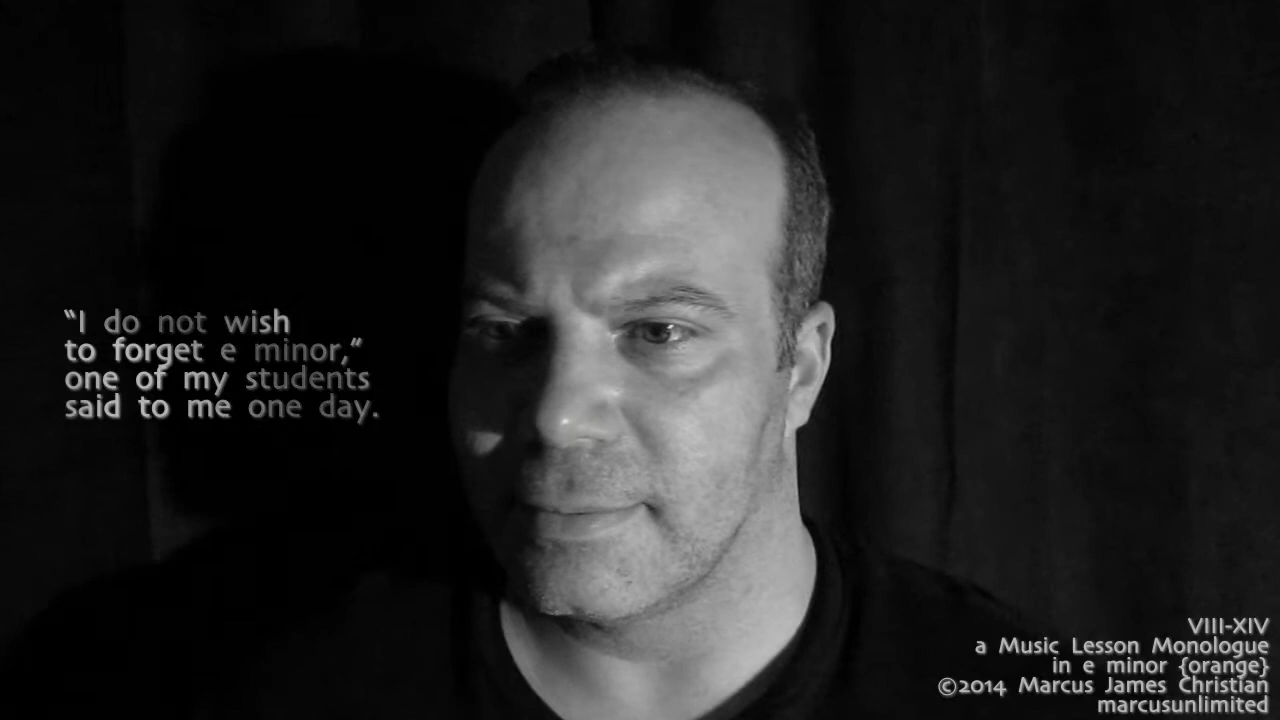 “I do not wish
to forget e minor,”
one of my students
said to me one day.
VIII-XIV
a Music Lesson Monologue
in e minor {orange}
©2014 Marcus James Christian
marcusunlimited